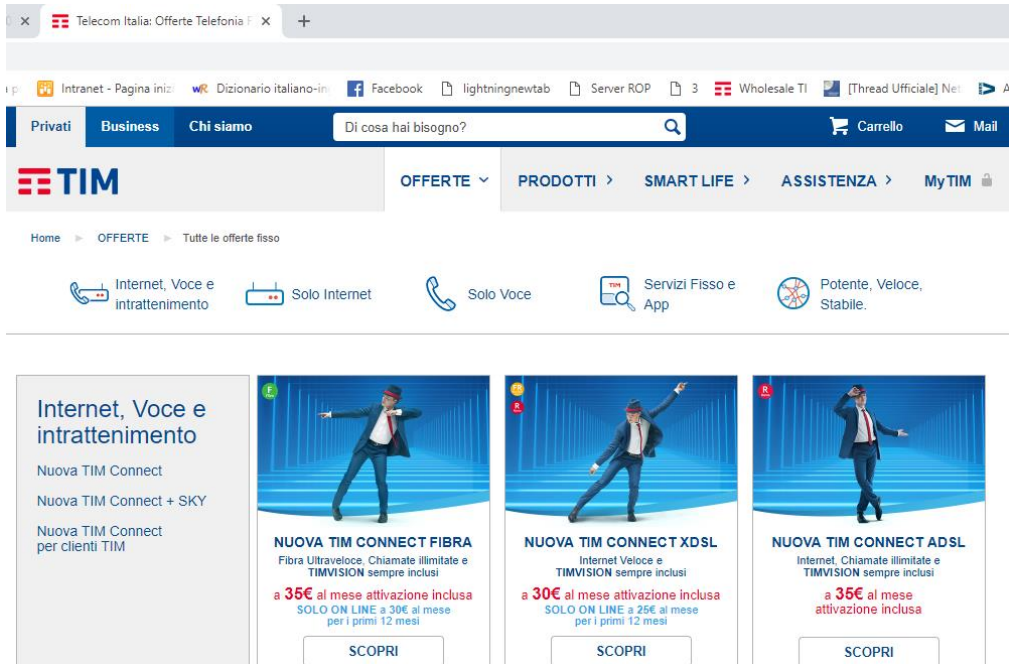 Telecom Italia: Offerte Telefonia F
Intranet - Pagina iniz
WR Dizionario italiano-in
Facebook
lightningnewtab
Server ROP
3
Wholesale TI
[Thread Ufficiale] Net
Privati Business Chi siamo Di cosa hai bisogno? Carrello Mail
TIM OFFERTE PRODOTTI SMART LIFE ASSISTENZA MyTIM
Home OFFERTE Tutte le offerte fisso
Internet, Voce e
intrattenimento
Solo Internet
Solo Voce
TIM
Servizi Fisso e
App
Potente, Veloce,
Stabile.
Internet, Voce e
intrattenimento
Nuova TIM Connect
Nuova TIM Connect + SKY
Nuova TIM Connect
per clienti TIM
F
NUOVA TIM CONNECT FIBRA
Fibra Ultraveloce, Chiamate illimitate e
TIMVISION sempre inclusi
a 35€ al mese attivazione inclusa
SOLO ON LINE a 30€ al mese
per i primi 12 mesi
SCOPRI
FR
R
NUOVA TIM CONNECT XDSL
Internet Veloce e
TIMVISION sempre inclusi
a 30€ al mese attivazione inclusa
SOLO ON LINE a 25€ al mese
per i primi 12 mesi
SCOPRI
R
NUOVA TIM CONNECT ADSL
Internet, Chiamate illimitate e
TIMVISION sempre inclusi
a 35€ al mese
attivazione inclusa
SCOPRI